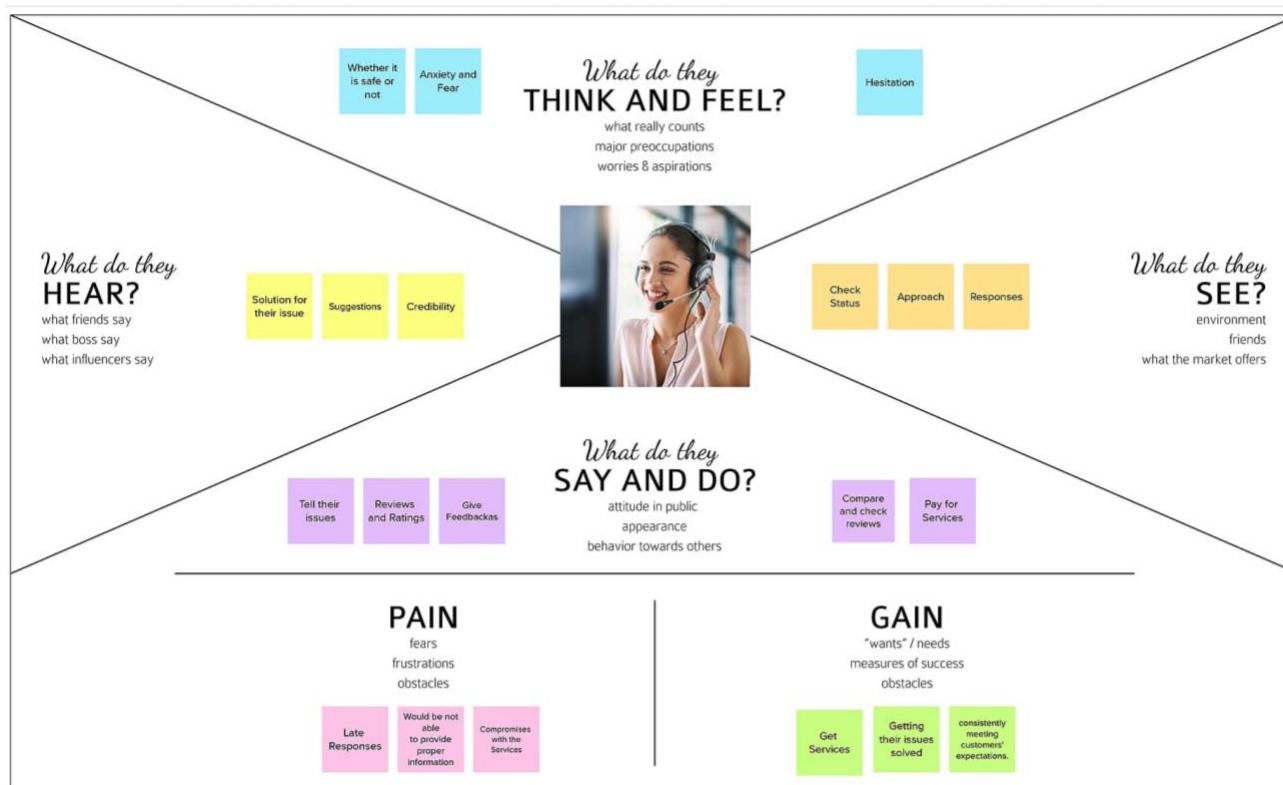 What do they
THINK AND FEEL?
what really counts
major preoccupations
worries & aspirations
Whether it
is safe or
not
Anxiety and
Fear
Hesitation
What do they
HEAR?
what friends say
what boss say
what influencers say
Solution for
their issue
Suggestions
Credibility
Check
Status
Approach
Responses
What do they
SEE?
environment
friends
what the market offers
What do they
SAY AND DO?
attitude in public
appearance
behavior towards others
Tell their
issues
Reviews
and Ratings
Give
Feedbackas
Compare
and check
reviews
Pay for
Services
PAIN
fears
frustrations
obstacles
Late
Responses
Would be not
able
to provide
proper
information
Compromises
with the
Services
GAIN
"wants" / needs
measures of success
obstacles
Get
Services
Getting
their issues
solved
consistently
meeting
customers'
expectations.